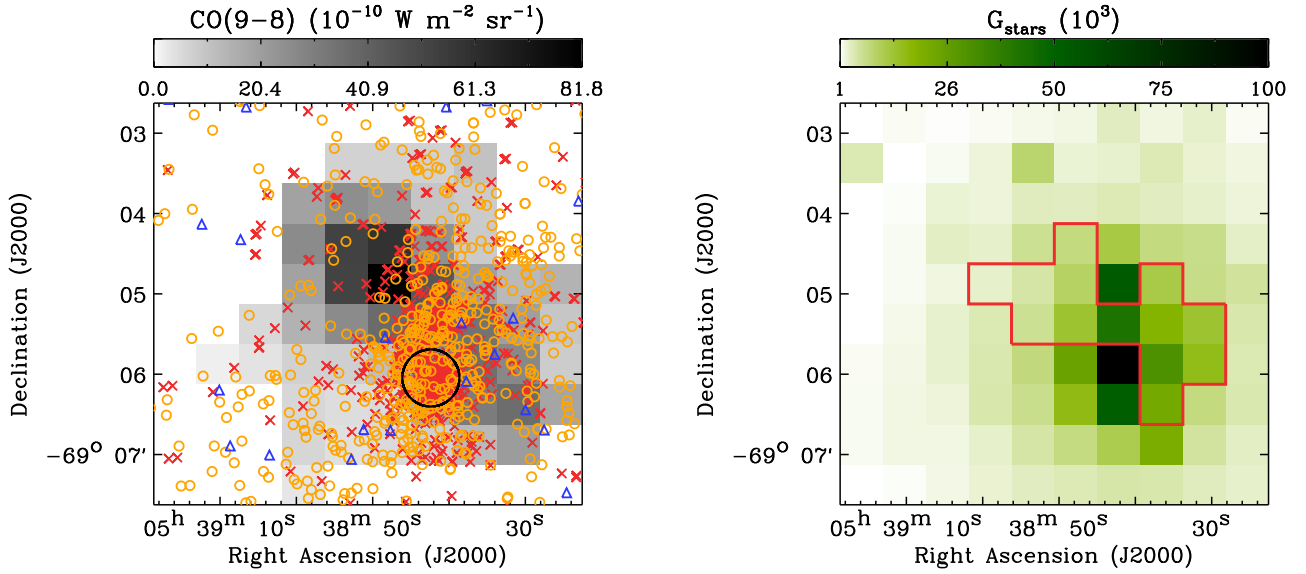 CO(9−8) (10⁻¹⁰ W m⁻² sr⁻¹)
0.0 20.4 40.9 61.3 81.8
03
04
05
06
−69° 07′
05ʰ 39ᵐ 10ˢ 38ᵐ 50ˢ 30ˢ
Right Ascension (J2000)
Declination (J2000)
G_stars (10³)
1 26 50 75 100
03
04
05
06
−69° 07′
05ʰ 39ᵐ 10ˢ 38ᵐ 50ˢ 30ˢ
Right Ascension (J2000)
Declination (J2000)